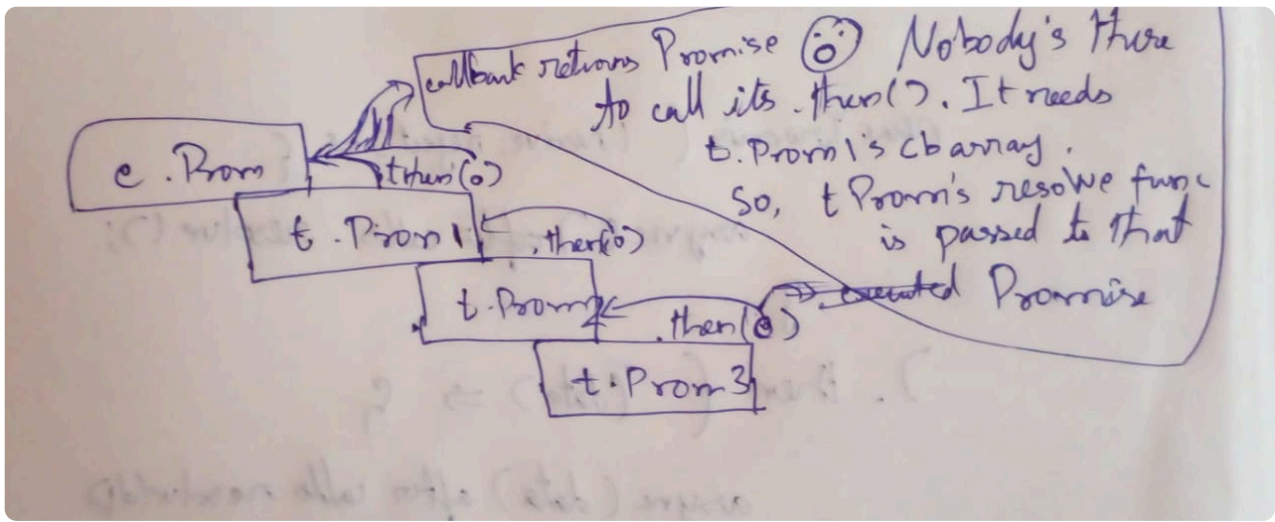 callback returns Promise Nobody's there
to call its .then(). It needs
t.Prom1's cb array.
So, t Prom's resolve func
is passed to that
executed Promise
e.Prom
.then(o)
t.Prom1
.then(o)
t.Prom2
.then(o)
t.Prom3